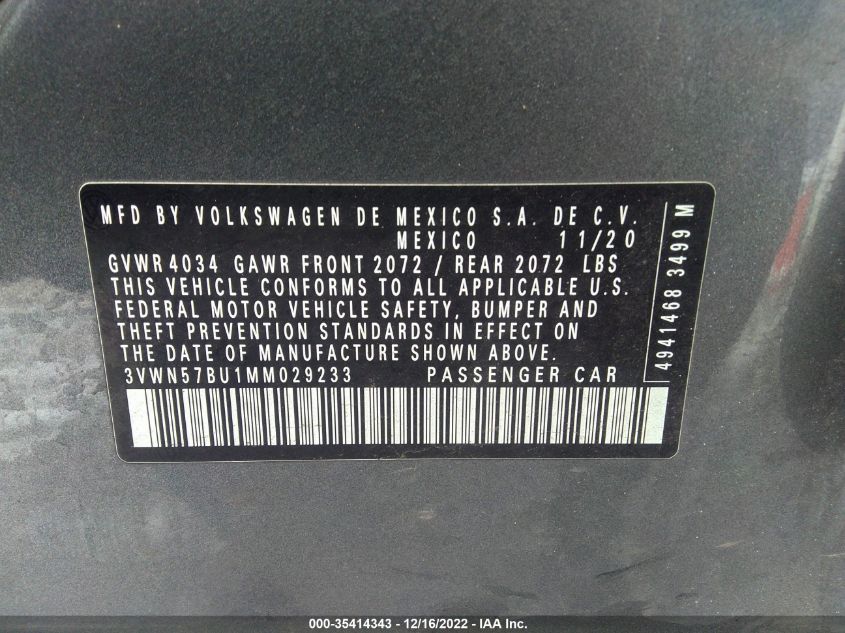 MFD BY VOLKSWAGEN DE MEXICO S.A. DE C.V.
MEXICO 11/20
GVWR 4034 GAWR FRONT 2072 / REAR 2072 LBS
THIS VEHICLE CONFORMS TO ALL APPLICABLE U.S.
FEDERAL MOTOR VEHICLE SAFETY, BUMPER AND
THEFT PREVENTION STANDARDS IN EFFECT ON
THE DATE OF MANUFACTURE SHOWN ABOVE.
3VWN57BU1MM029233 PASSENGER CAR
4941468 3499 M
000-35414343 - 12/16/2022 - IAA Inc.